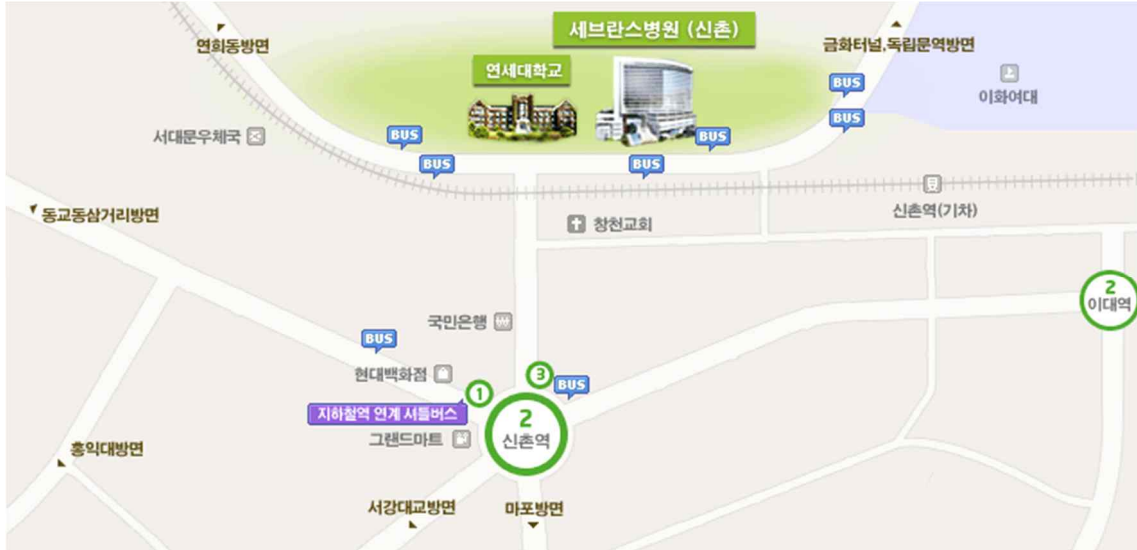 세브란스병원 (신촌)
연희동방면
금화터널,독립문역방면
연세대학교
BUS
이화여대
BUS
서대문우체국
BUS
BUS
BUS
BUS
동교동삼거리방면
창천교회
신촌역(기차)
2
이대역
국민은행
BUS
현대백화점
3
BUS
1
지하철역 연계 셔틀버스
2
신촌역
그랜드마트
홍익대방면
서강대교방면
마포방면